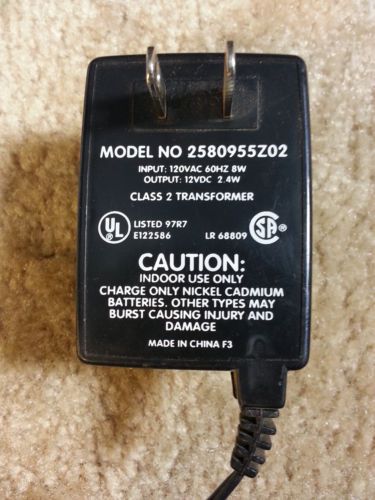 MODEL NO 2580955Z02
INPUT: 120VAC 60HZ 8W
OUTPUT: 12VDC 2.4W
CLASS 2 TRANSFORMER
UL LISTED 97R7
E122586 LR 68809 SA
CAUTION:
INDOOR USE ONLY
CHARGE ONLY NICKEL CADMIUM
BATTERIES. OTHER TYPES MAY
BURST CAUSING INJURY AND
DAMAGE
MADE IN CHINA F3